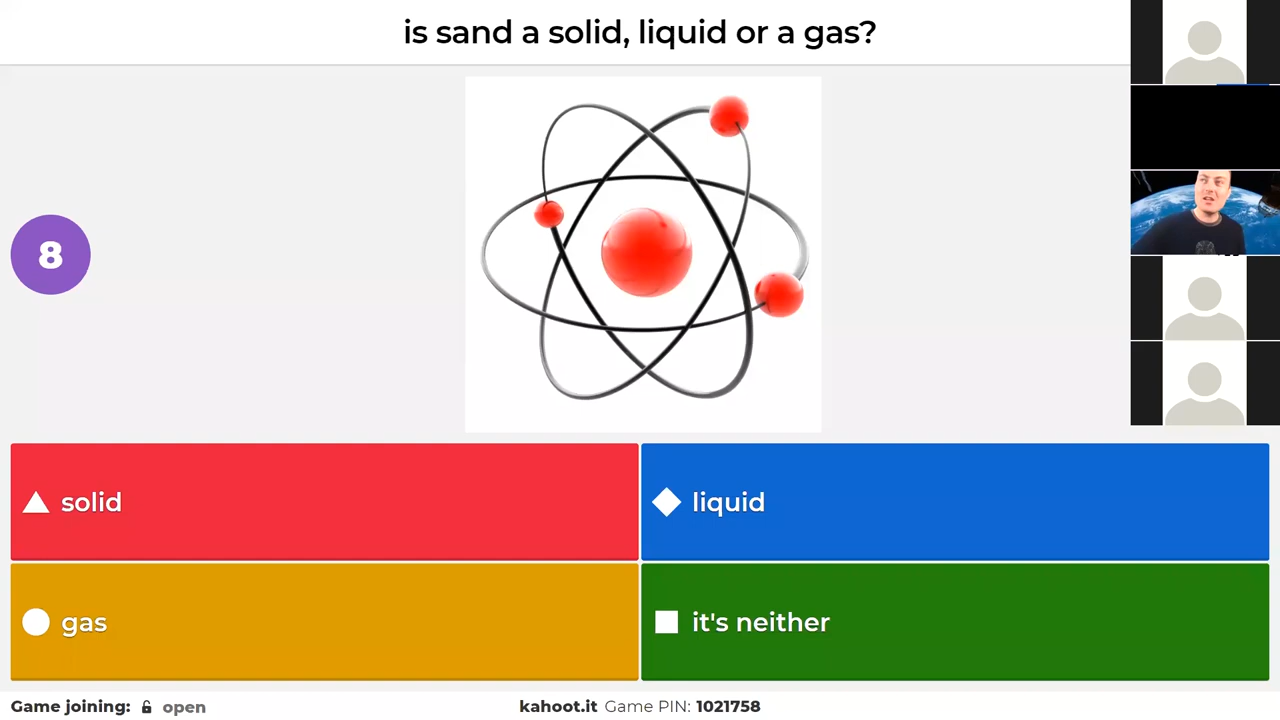 is sand a solid, liquid or a gas?
8
solid
liquid
gas
it's neither
Game joining: open
kahoot.it Game PIN: 1021758